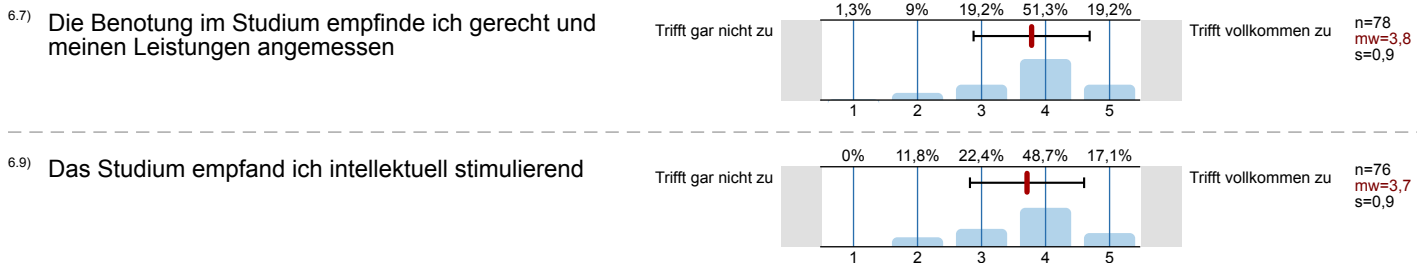 6.7) Die Benotung im Studium empfinde ich gerecht und
meinen Leistungen angemessen
Trifft gar nicht zu
1,3% 9% 19,2% 51,3% 19,2%
1 2 3 4 5
Trifft vollkommen zu
n=78
mw=3,8
s=0,9
6.9) Das Studium empfand ich intellektuell stimulierend
Trifft gar nicht zu
0% 11,8% 22,4% 48,7% 17,1%
1 2 3 4 5
Trifft vollkommen zu
n=76
mw=3,7
s=0,9